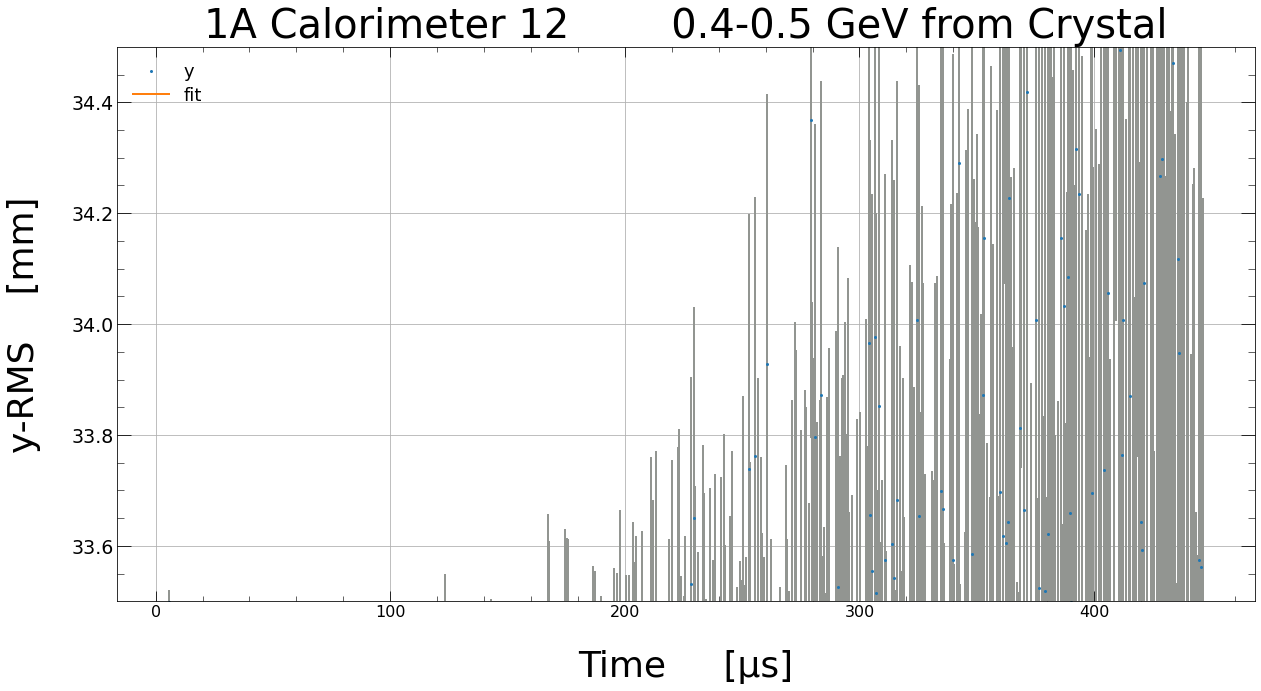 1A Calorimeter 12 0.4-0.5 GeV from Crystal
y
fit
y-RMS [mm]
34.4
34.2
34.0
33.8
33.6
0 100 200 300 400
Time [µs]